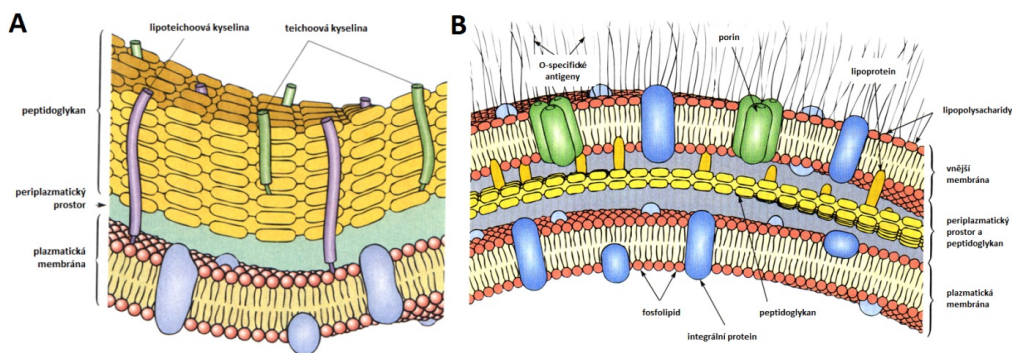 A
lipoteichoová kyselina
teichoová kyselina
peptidoglykan
periplazmatický
prostor
plazmatická
membrána
B
O-specifické
antigeny
porin
lipoprotein
lipopolysacharidy
vnější
membrána
periplazmatický
prostor a
peptidoglykan
plazmatická
membrána
fosfolipid
peptidoglykan
integrální protein